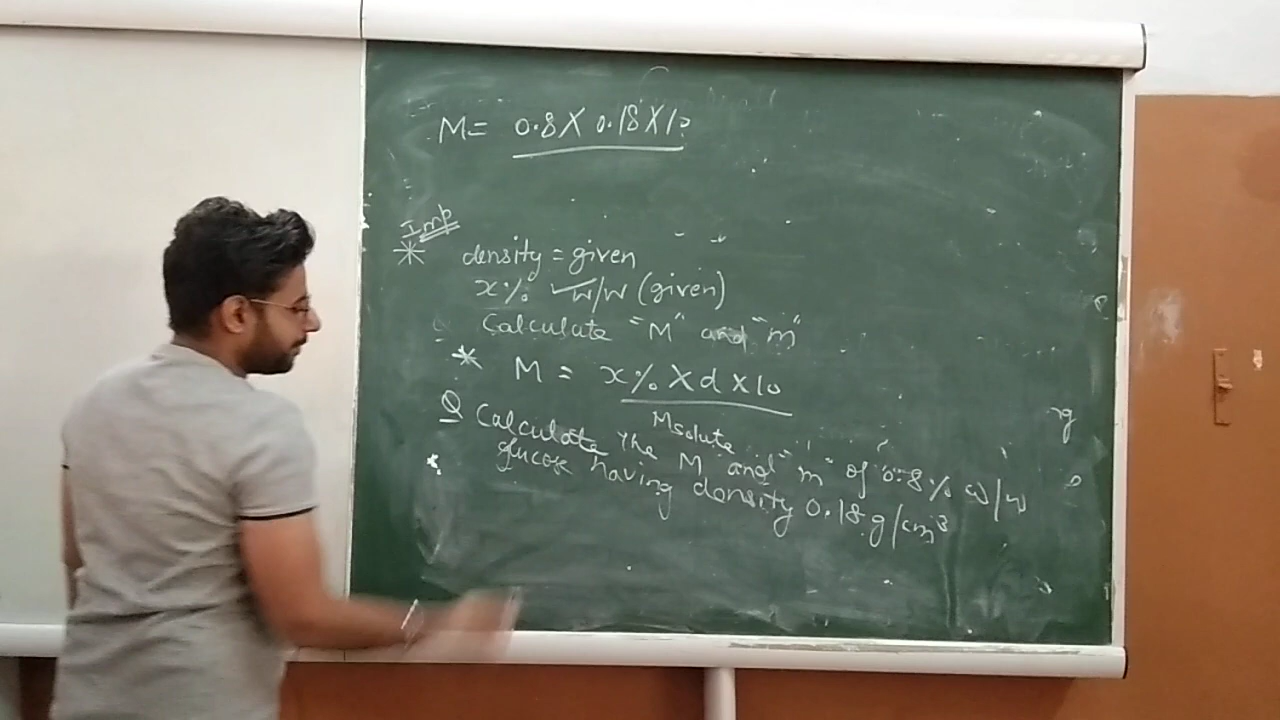 M= 0.8 X 0.18 X 10
Imp
* density = given
x% w/w (given)
Calculate "M" and "m"
* M = x% X d X 10
Msolute
Q Calculate the M and "m" of 0.8% w/w
glucose having density 0.18 g/cm3